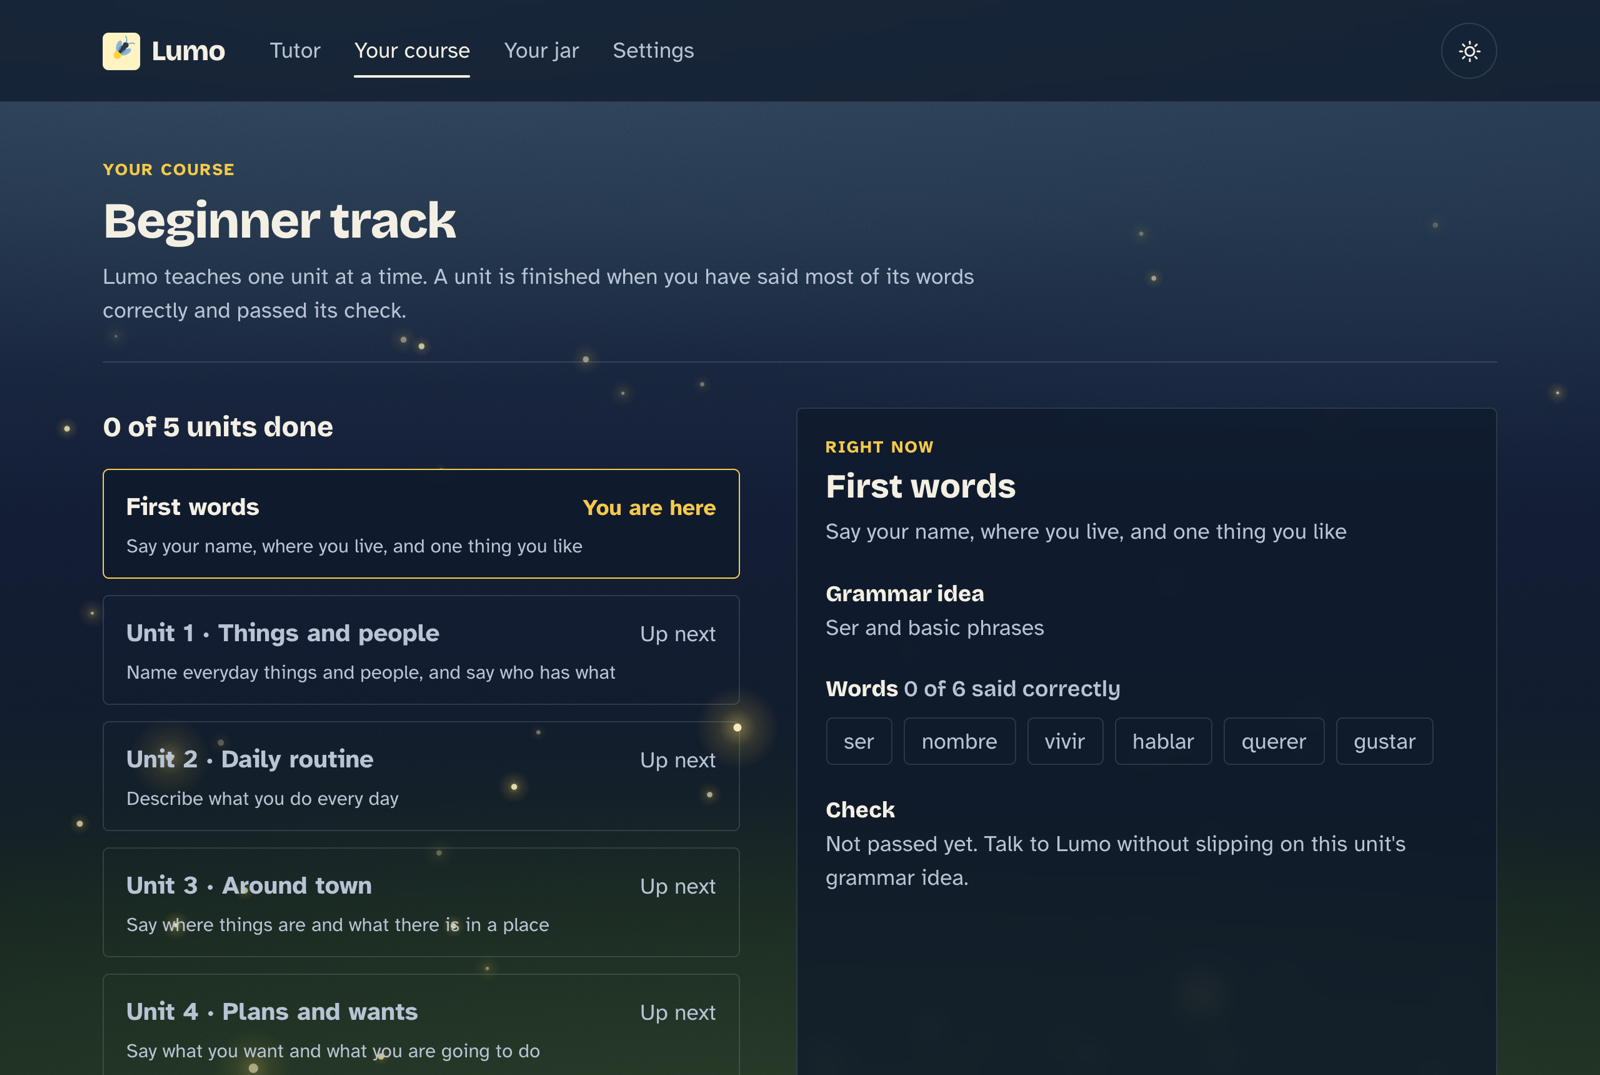 Lumo
Tutor
Your course
Your jar
Settings
YOUR COURSE
Beginner track
Lumo teaches one unit at a time. A unit is finished when you have said most of its words
correctly and passed its check.
0 of 5 units done
First words
You are here
Say your name, where you live, and one thing you like
Unit 1 · Things and people
Up next
Name everyday things and people, and say who has what
Unit 2 · Daily routine
Up next
Describe what you do every day
Unit 3 · Around town
Up next
Say where things are and what there is in a place
Unit 4 · Plans and wants
Up next
Say what you want and what you are going to do
RIGHT NOW
First words
Say your name, where you live, and one thing you like
Grammar idea
Ser and basic phrases
Words 0 of 6 said correctly
ser
nombre
vivir
hablar
querer
gustar
Check
Not passed yet. Talk to Lumo without slipping on this unit's
grammar idea.